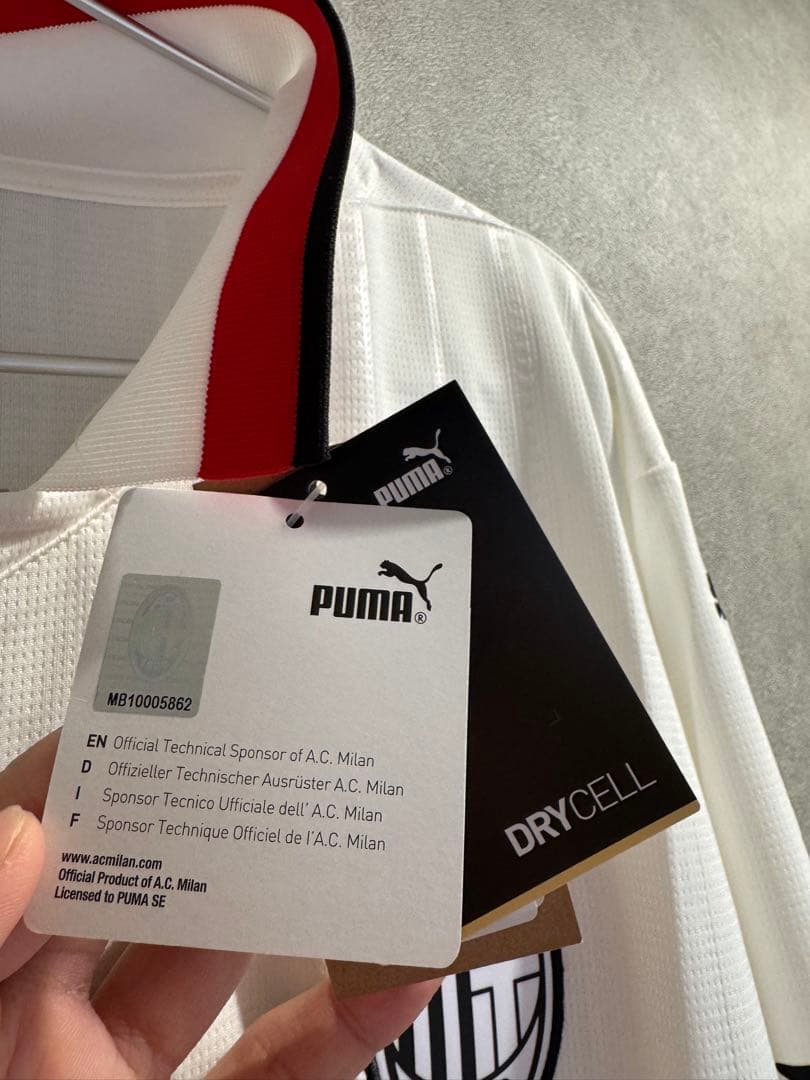 PUMA®
PUMA®
MB10005862
EN Official Technical Sponsor of A.C. Milan
D Offizieller Technischer Ausrüster A.C. Milan
I Sponsor Tecnico Ufficiale dell' A.C. Milan
F Sponsor Technique Officiel de l'A.C. Milan
www.acmilan.com
Official Product of A.C. Milan
Licensed to PUMA SE
DRYCELL